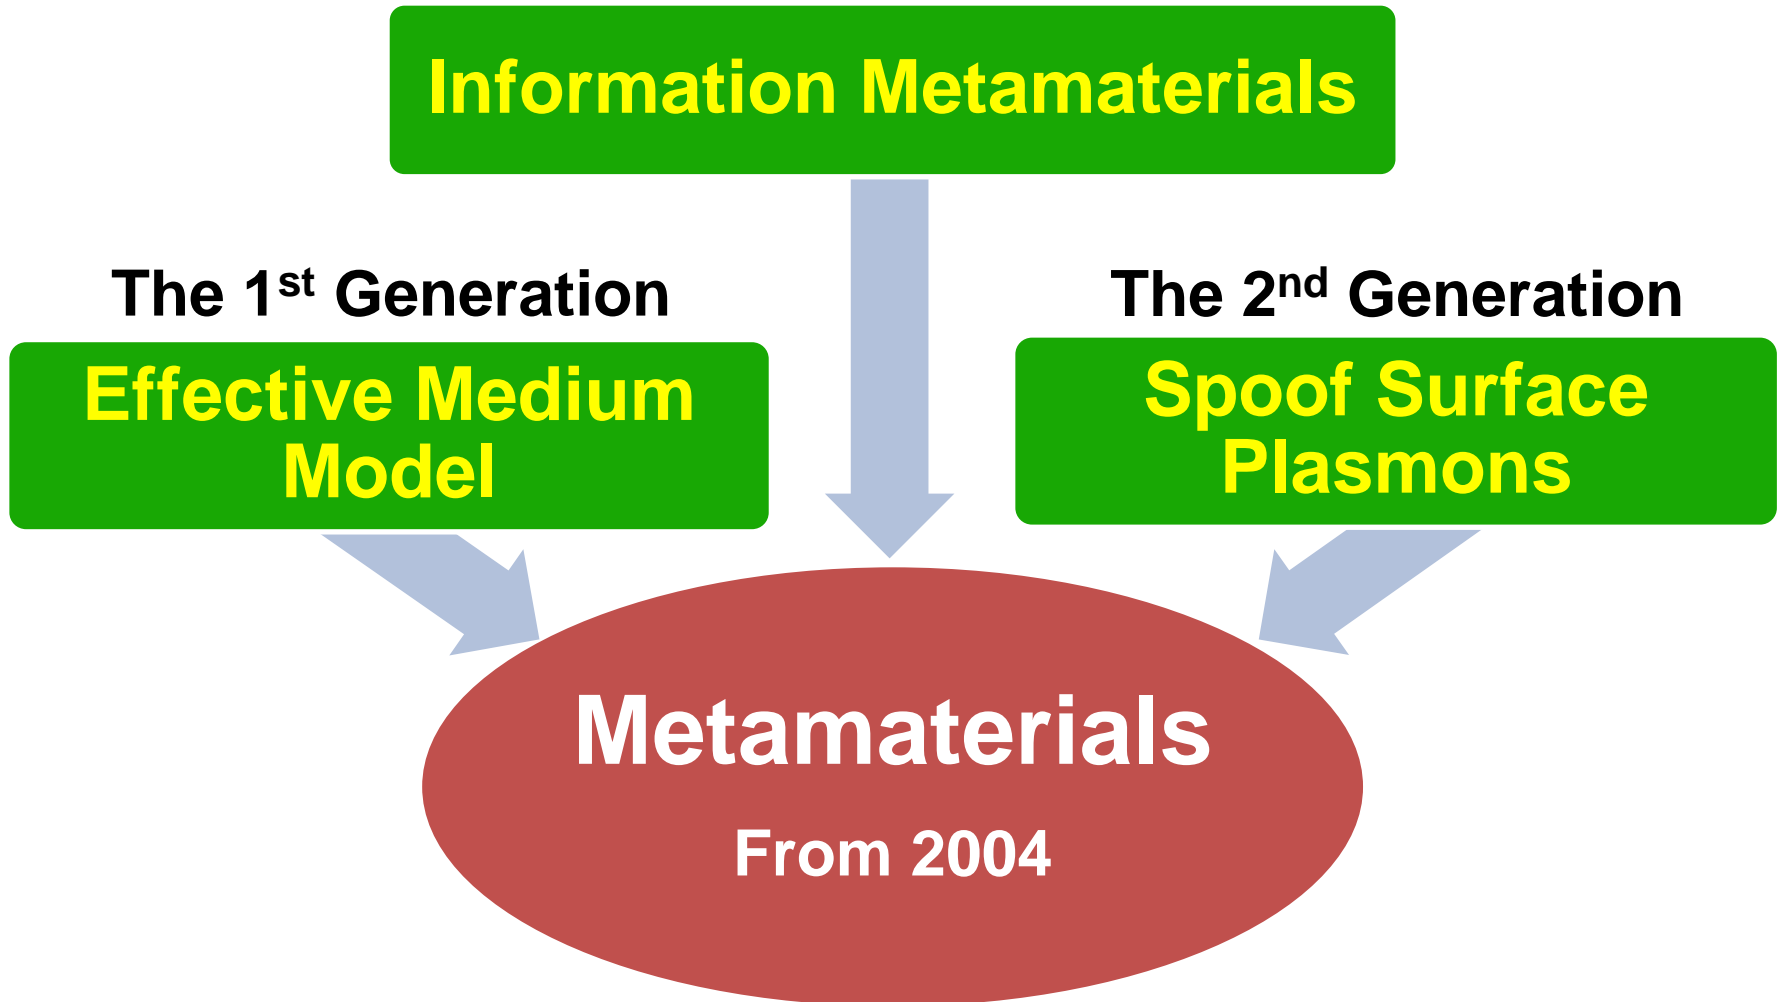 Information Metamaterials
The 1st Generation
Effective Medium
Model
The 2nd Generation
Spoof Surface
Plasmons
Metamaterials
From 2004